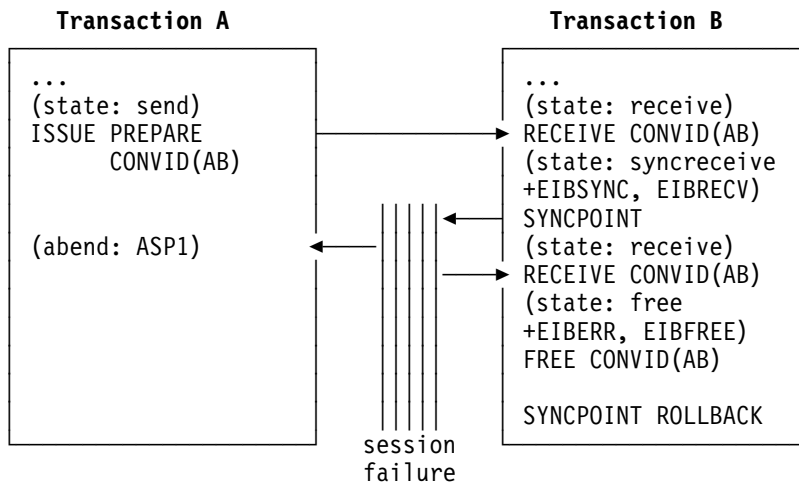 Transaction A
...
(state: send)
ISSUE PREPARE
CONVID(AB)
(abend: ASP1)
Transaction B
...
(state: receive)
RECEIVE CONVID(AB)
(state: syncreceive
+EIBSYNC, EIBRECV)
SYNCPOINT
(state: receive)
RECEIVE CONVID(AB)
(state: free
+EIBERR, EIBFREE)
FREE CONVID(AB)
SYNCPOINT ROLLBACK
session
failure